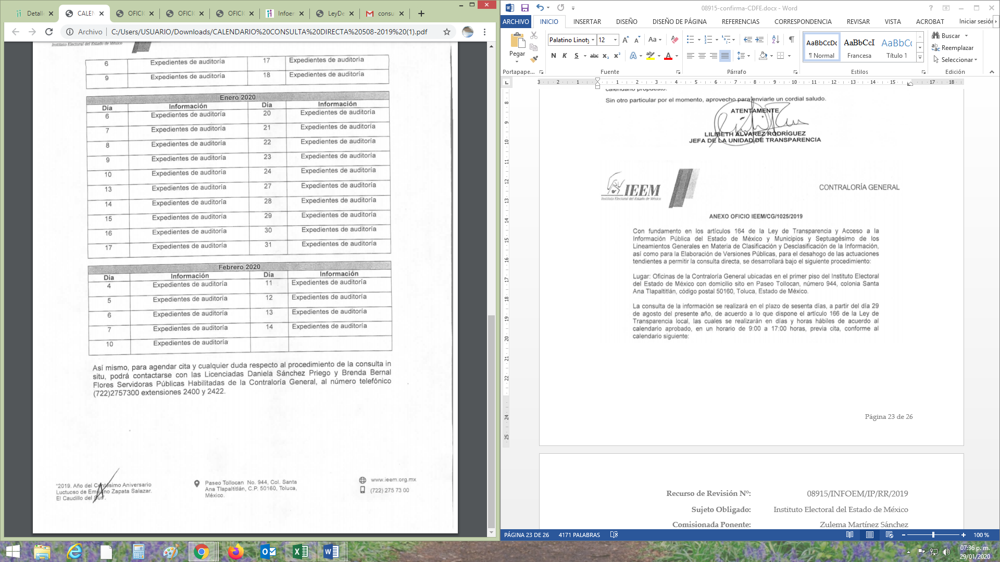 Detall
CALEN
OFICIO
OFICIO
OFICIO
Infoen
LeyDe
consu
Archivo
C:/Users/USUARIO/Downloads/CALENDARIO%20CONSULTA%20DIRECTA%20508-2019%20(1).pdf
Instituto Electoral del Estado de México
6 Expedientes de auditoría 17 Expedientes de auditoría
9 Expedientes de auditoría 18 Expedientes de auditoría
Enero 2020
Día Información Día Información
6 Expedientes de auditoría 20 Expedientes de auditoría
7 Expedientes de auditoría 21 Expedientes de auditoría
8 Expedientes de auditoría 22 Expedientes de auditoría
9 Expedientes de auditoría 23 Expedientes de auditoría
10 Expedientes de auditoría 24 Expedientes de auditoría
13 Expedientes de auditoría 27 Expedientes de auditoría
14 Expedientes de auditoría 28 Expedientes de auditoría
15 Expedientes de auditoría 29 Expedientes de auditoría
16 Expedientes de auditoría 30 Expedientes de auditoría
17 Expedientes de auditoría 31 Expedientes de auditoría
Febrero 2020
Día Información Día Información
4 Expedientes de auditoría 11 Expedientes de auditoría
5 Expedientes de auditoría 12 Expedientes de auditoría
6 Expedientes de auditoría 13 Expedientes de auditoría
7 Expedientes de auditoría 14 Expedientes de auditoría
10 Expedientes de auditoría
Así mismo, para agendar cita y cualquier duda respecto al procedimiento de la consulta in
situ, podrá contactarse con las Licenciadas Daniela Sánchez Priego y Brenda Bernal
Flores Servidoras Públicas Habilitadas de la Contraloría General, al número telefónico
(722)2757300 extensiones 2400 y 2422.
"2019. Año del Centésimo Aniversario
Luctuoso de Emiliano Zapata Salazar.
El Caudillo del Sur".
Paseo Tollocan No. 944, Col. Santa
Ana Tlapaltitlán, C.P. 50160, Toluca,
México.
www.ieem.org.mx
(722) 275 73 00
08915-confirma-CDFE.docx - Word
ARCHIVO INICIO INSERTAR DISEÑO DISEÑO DE PÁGINA REFERENCIAS CORRESPONDENCIA REVISAR VISTA ACROBAT Iniciar sesión
Pegar
Palatino Linoty 12
Portapape...
Fuente
Párrafo
AaBbCcDc AaBbCcI AaBbCc
¶ Normal Francesa Título 1
Estilos
Buscar
Reemplazar
Seleccionar
Edición
calendario propuesto.
Sin otro particular por el momento, aprovecho para enviarle un cordial saludo.
ATENTAMENTE
LILIBETH ÁLVAREZ RODRÍGUEZ
JEFA DE LA UNIDAD DE TRANSPARENCIA
IEEM
Instituto Electoral del Estado de México
CONTRALORÍA GENERAL
ANEXO OFICIO IEEM/CG/1025/2019
Con fundamento en los artículos 164 de la Ley de Transparencia y Acceso a la
Información Pública del Estado de México y Municipios y Septuagésimo de los
Lineamientos Generales en Materia de Clasificación y Desclasificación de la Información,
así como para la Elaboración de Versiones Públicas, para el desahogo de las actuaciones
tendientes a permitir la consulta directa, se desarrollará bajo el siguiente procedimiento:
Lugar: Oficinas de la Contraloría General ubicadas en el primer piso del Instituto Electoral
del Estado de México con domicilio sito en Paseo Tollocan, número 944, colonia Santa
Ana Tlapaltitlán, código postal 50160, Toluca, Estado de México.
La consulta de la información se realizará en el plazo de sesenta días, a partir del día 29
de agosto del presente año, de acuerdo a lo que dispone el artículo 166 de la Ley de
Transparencia local, las cuales se realizarán en días y horas hábiles de acuerdo al
calendario aprobado, en un horario de 9:00 a 17:00 horas, previa cita, conforme al
calendario siguiente:
Página 23 de 26
Recurso de Revisión N°: 08915/INFOEM/IP/RR/2019
Sujeto Obligado: Instituto Electoral del Estado de México
Comisionada Ponente: Zulema Martínez Sánchez
PÁGINA 23 DE 26 4171 PALABRAS
100 %
07:36 p. m.
29/01/2020